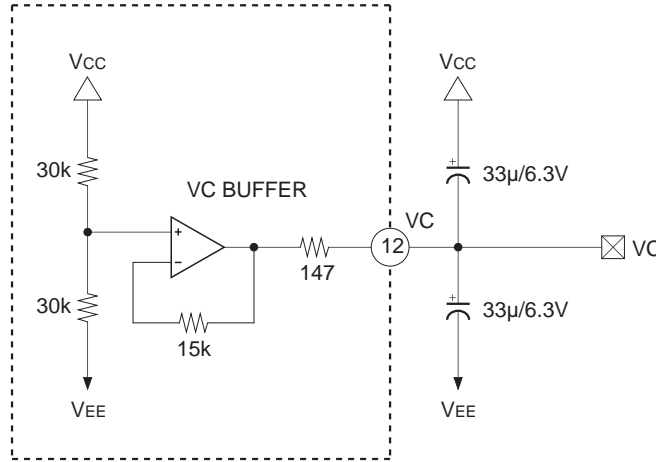 VCC
VCC
30k
33µ/6.3V
VC BUFFER
VC
+
+
12
VC
−
147
30k
+
33µ/6.3V
15k
VEE
VEE